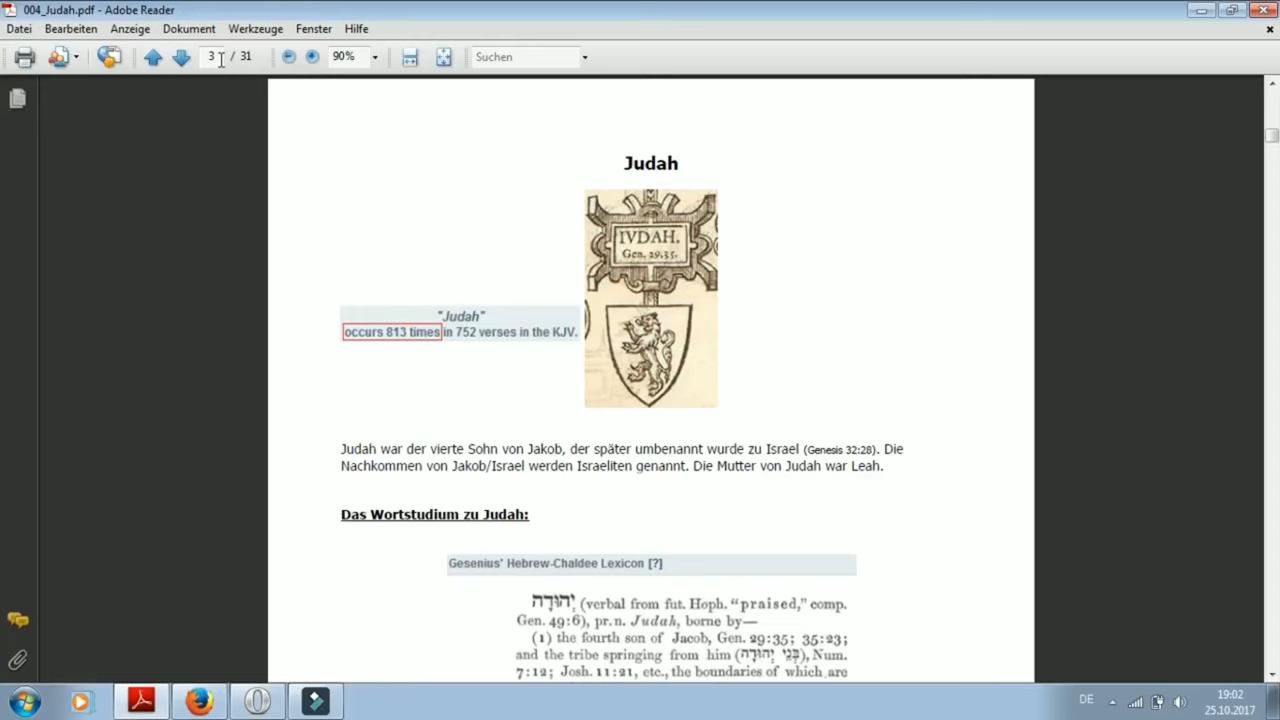 004_Judah.pdf - Adobe Reader
Datei Bearbeiten Anzeige Dokument Werkzeuge Fenster Hilfe
3 / 31 90% Suchen
Judah
IVDAH.
Gen. 29.35.
"Judah"
occurs 813 times in 752 verses in the KJV.
Judah war der vierte Sohn von Jakob, der später umbenannt wurde zu Israel (Genesis 32:28). Die
Nachkommen von Jakob/Israel werden Israeliten genannt. Die Mutter von Judah war Leah.
Das Wortstudium zu Judah:
Gesenius' Hebrew-Chaldee Lexicon [?]
יְהוּדָה (verbal from fut. Hoph. “praised,” comp.
Gen. 49:6), pr.n. Judah, borne by—
(1) the fourth son of Jacob, Gen. 29:35; 35:23;
and the tribe springing from him (בְּנֵי יְהוּדָה), Num.
7:12; Josh. 11:21, etc., the boundaries of which are
DE
19:02
25.10.2017